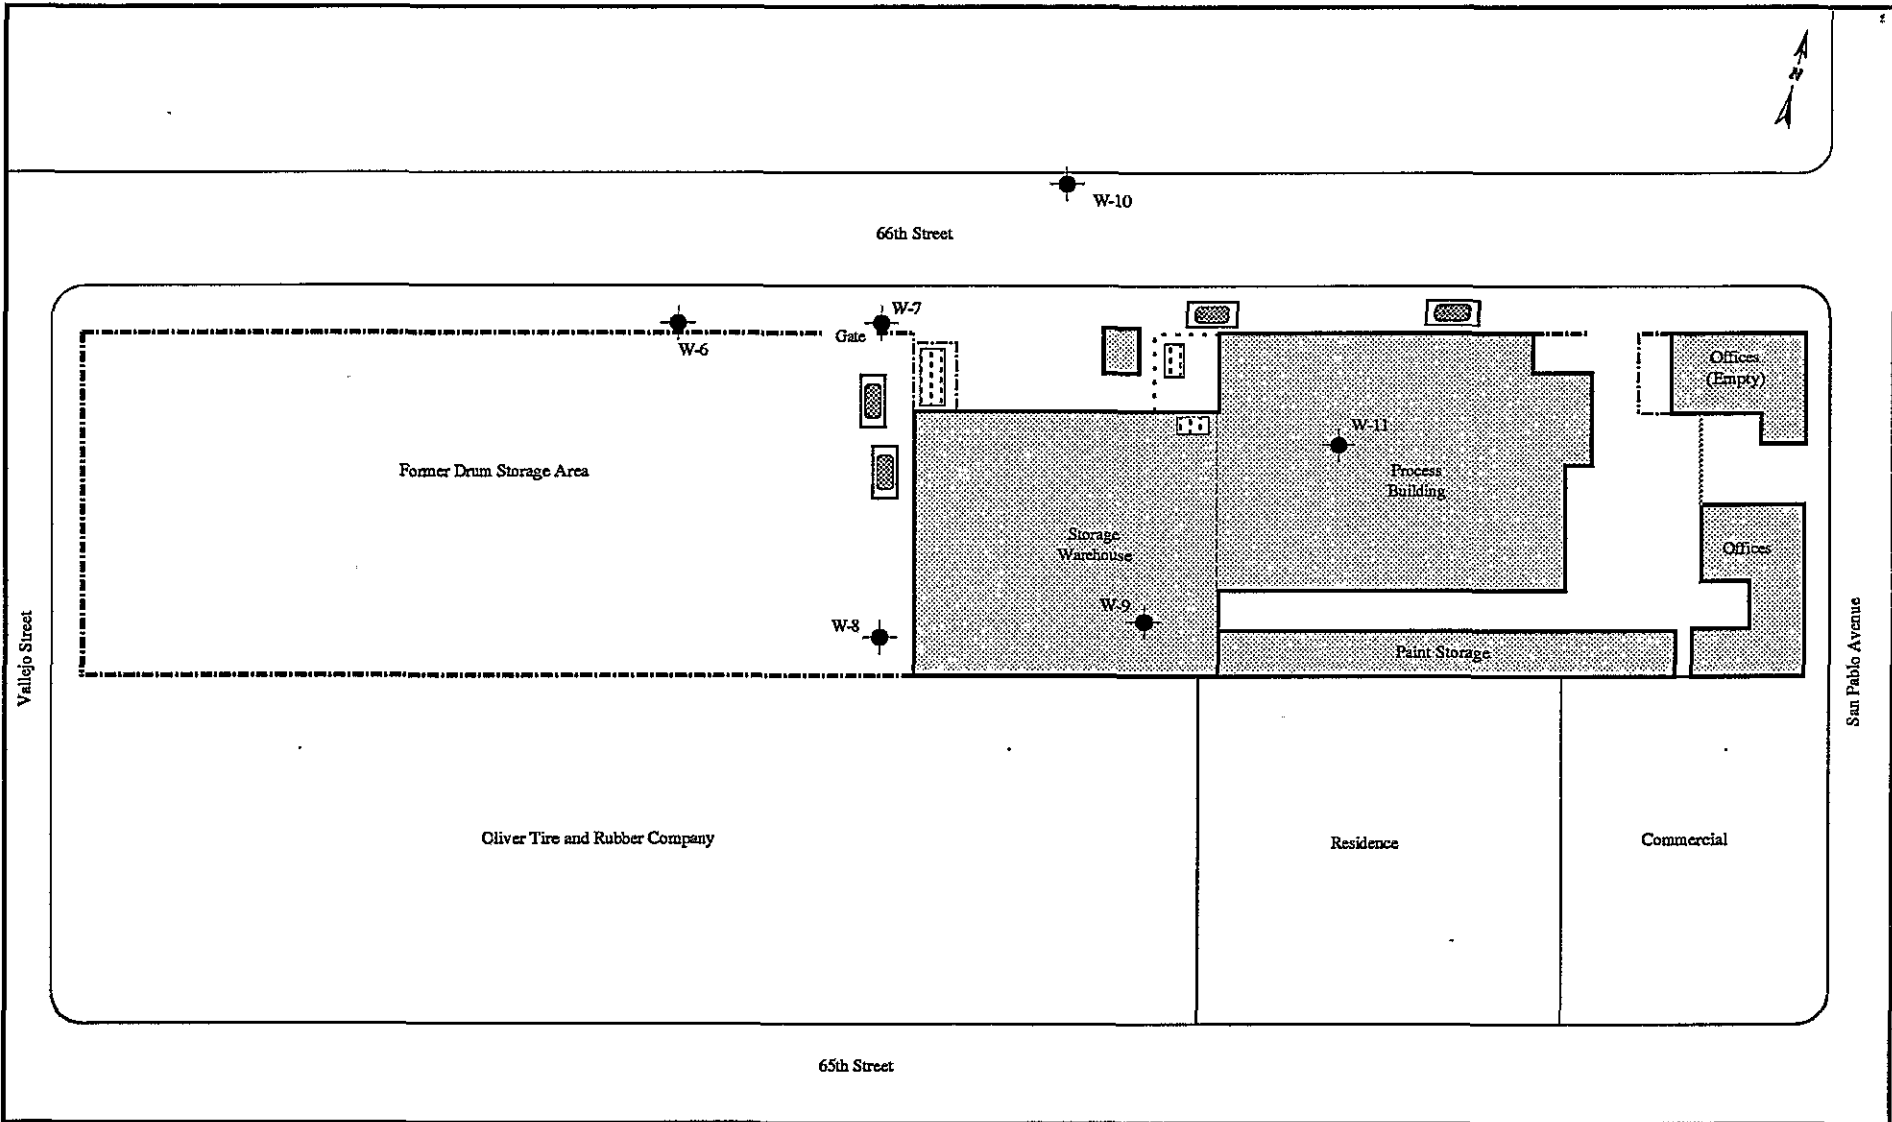 N
W-10
66th Street
W-7
Gate
W-6
Offices
(Empty)
W-11
Former Drum Storage Area
Process
Building
Storage
Warehouse
Offices
W-9
W-8
Paint Storage
Vallejo Street
San Pablo Avenue
Oliver Tire and Rubber Company
Residence
Commercial
65th Street